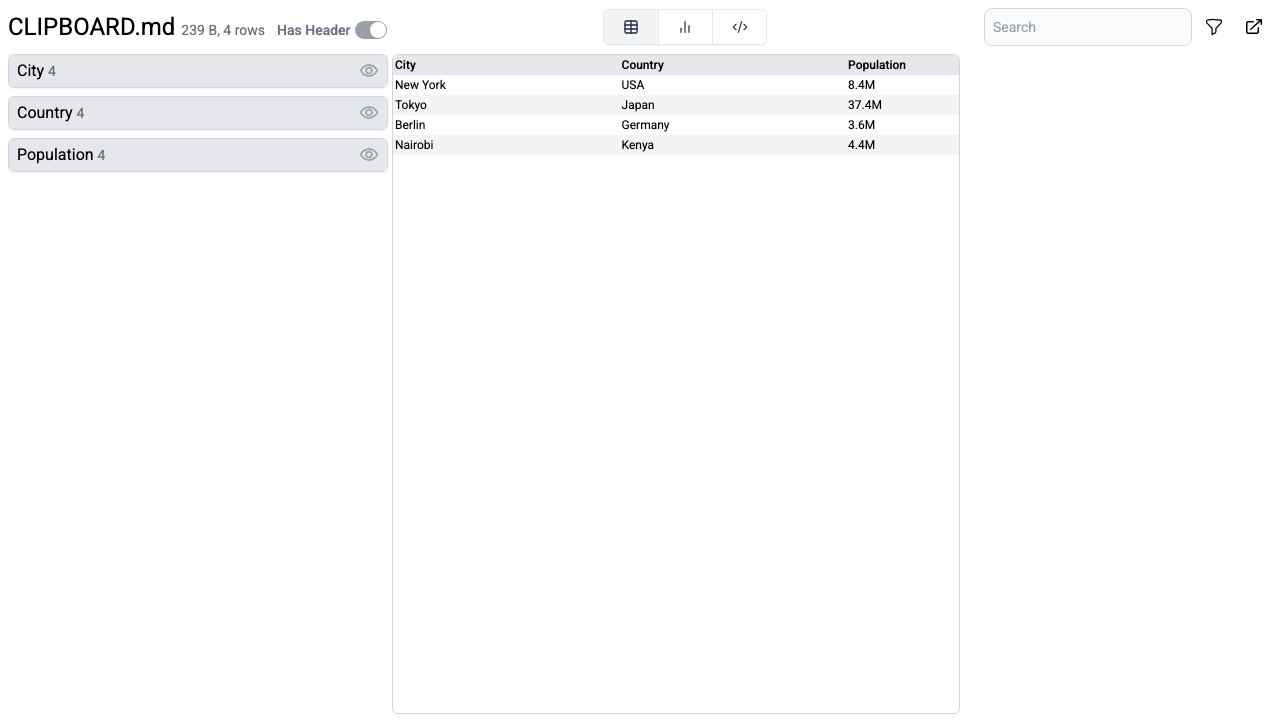 CLIPBOARD.md 239 B, 4 rows Has Header
Search
City 4
Country 4
Population 4
City Country Population
New York USA 8.4M
Tokyo Japan 37.4M
Berlin Germany 3.6M
Nairobi Kenya 4.4M